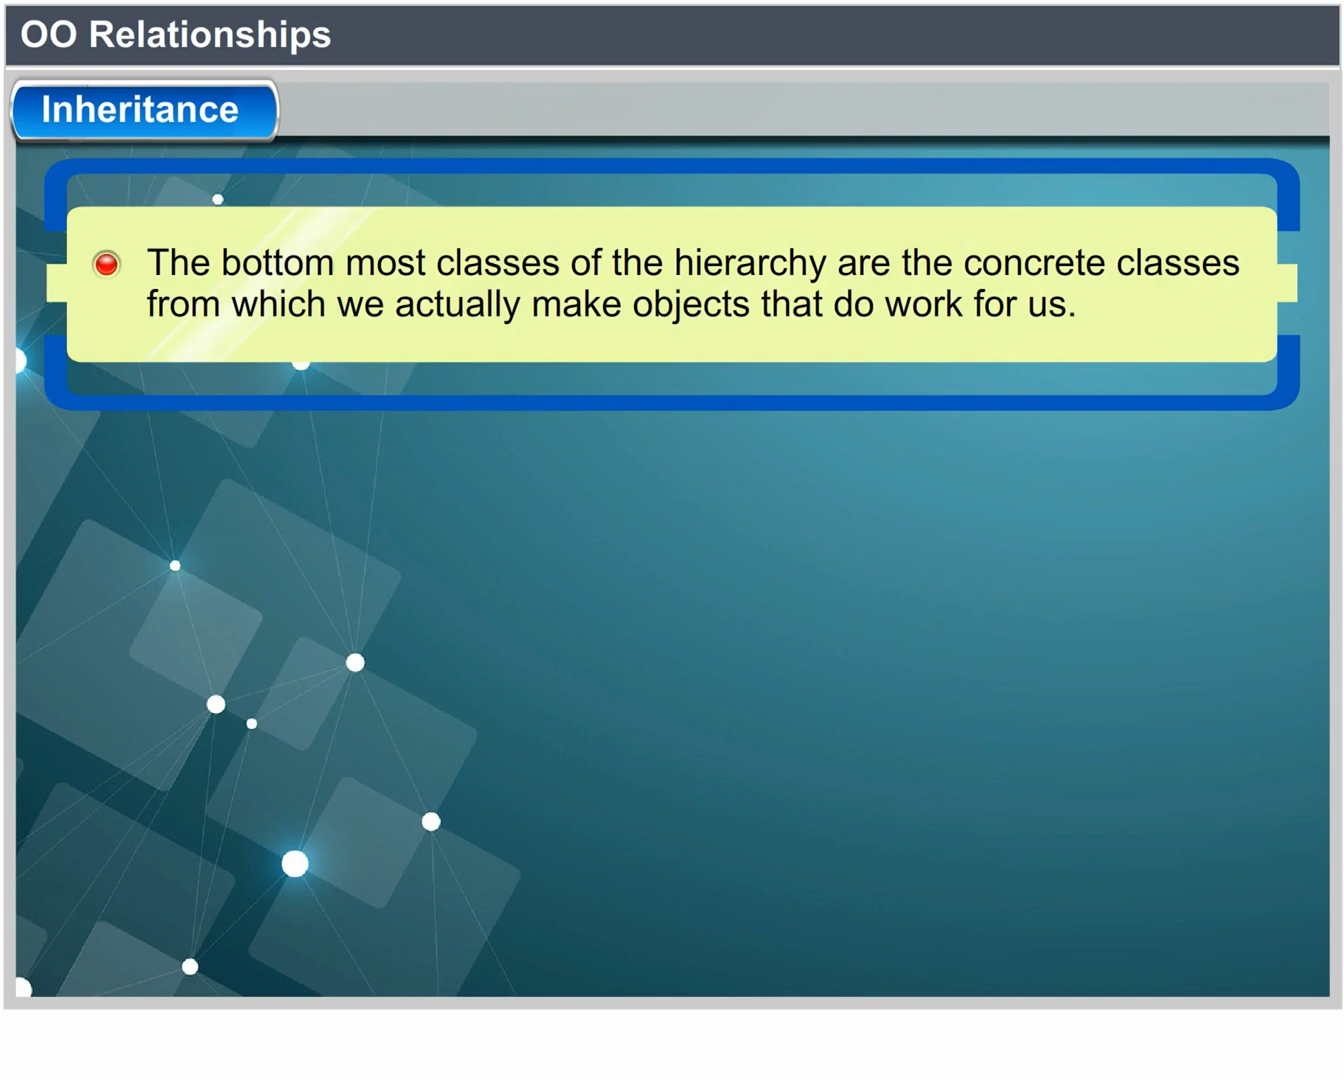 OO Relationships
Inheritance
The bottom most classes of the hierarchy are the concrete classes
from which we actually make objects that do work for us.